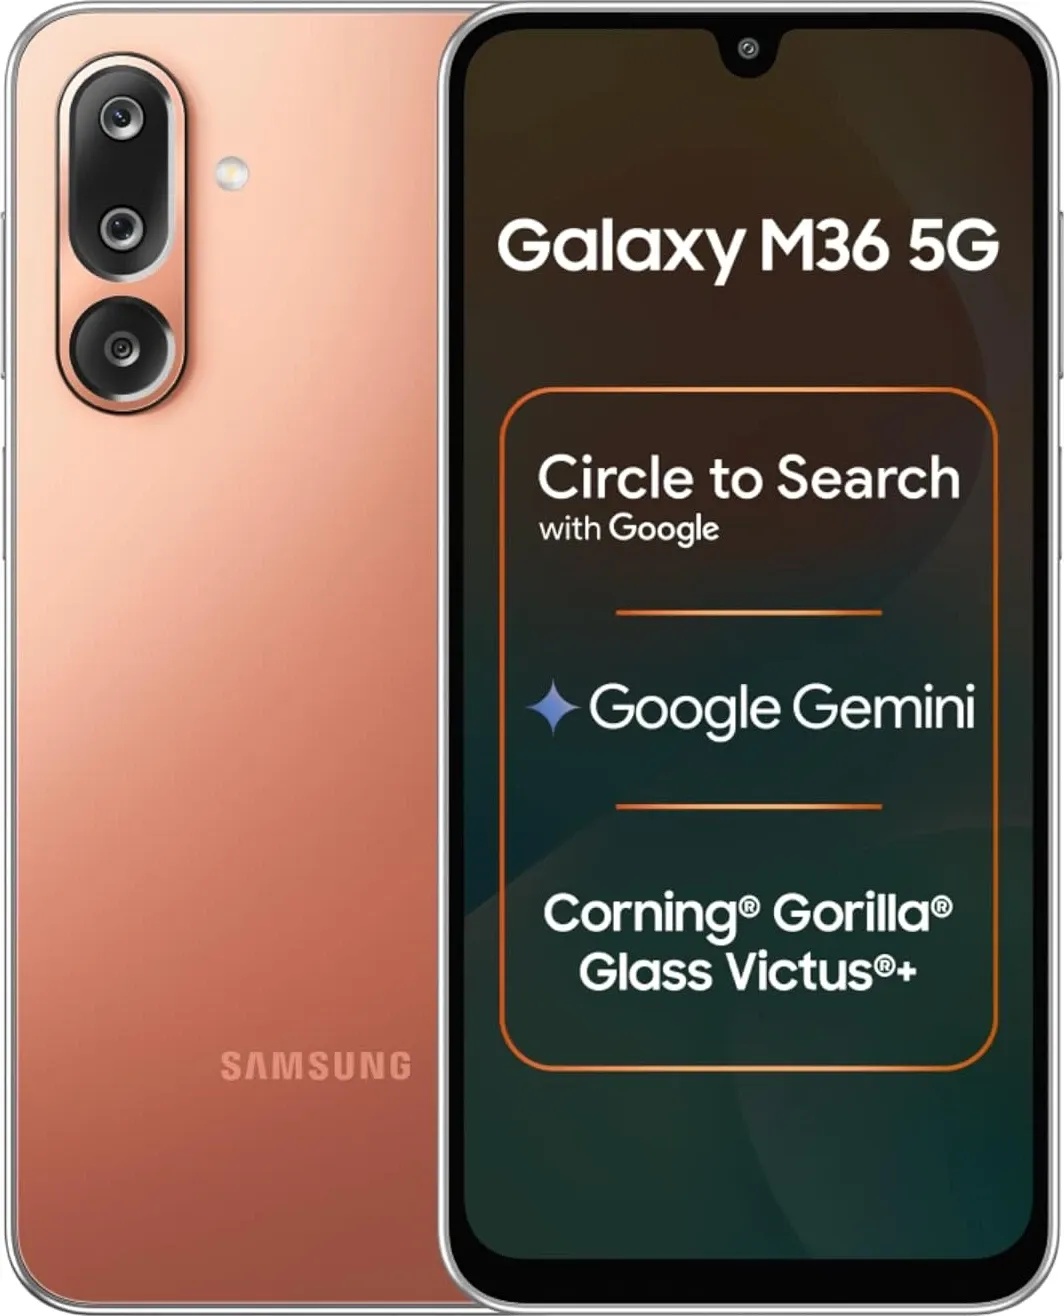 Galaxy M36 5G
Circle to Search
with Google
Google Gemini
Corning® Gorilla®
Glass Victus®+
SAMSUNG